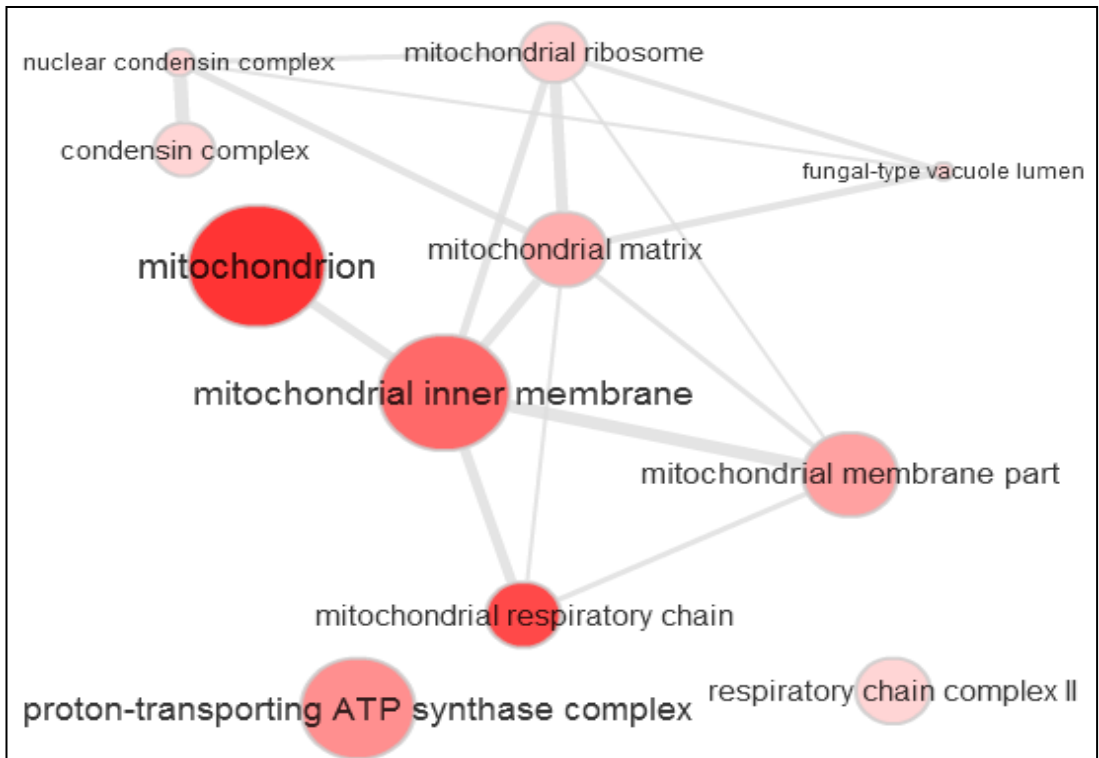 mitochondrial ribosome
nuclear condensin complex
condensin complex
fungal-type vacuole lumen
mitochondrial matrix
mitochondrion
mitochondrial inner membrane
mitochondrial membrane part
mitochondrial respiratory chain
respiratory chain complex II
proton-transporting ATP synthase complex